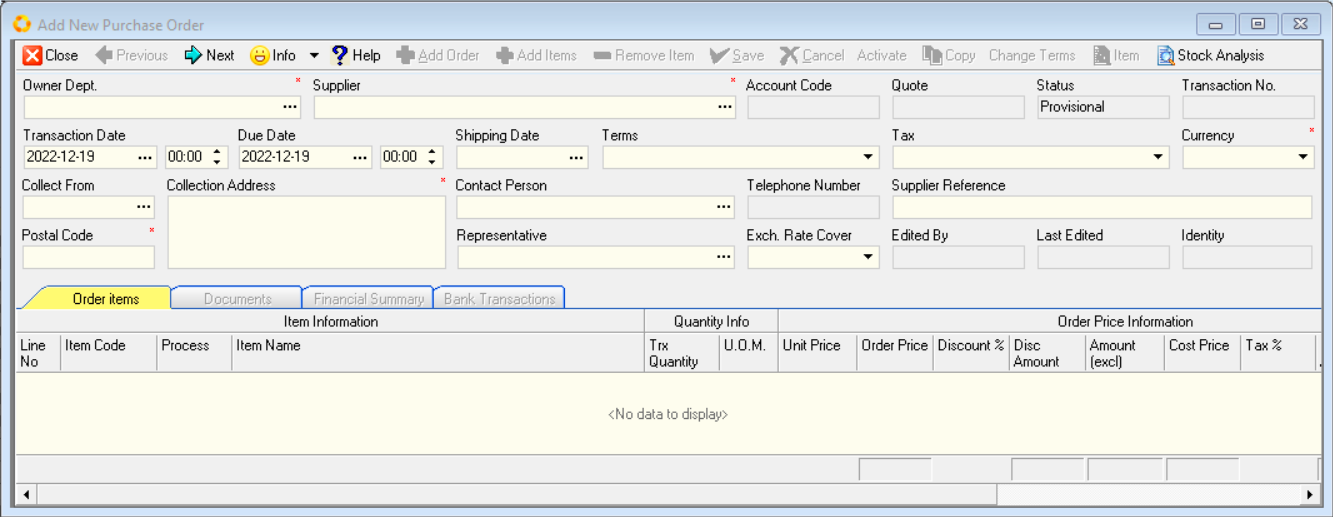 Add New Purchase Order
Close Previous Next Info Help Add Order Add Items Remove Item Save Cancel Activate Copy Change Terms Item Stock Analysis
Owner Dept. * Supplier * Account Code Quote Status Transaction No.
... ... Provisional
Transaction Date Due Date Shipping Date Terms Tax Currency *
2022-12-19 ... 00:00 2022-12-19 ... 00:00 ...
Collect From Collection Address * Contact Person Telephone Number Supplier Reference
... ...
Postal Code * Representative Exch. Rate Cover Edited By Last Edited Identity
...
Order items Documents Financial Summary Bank Transactions
Item Information Quantity Info Order Price Information
Line No Item Code Process Item Name Trx Quantity U.O.M. Unit Price Order Price Discount % Disc Amount Amount (excl) Cost Price Tax %
<No data to display>